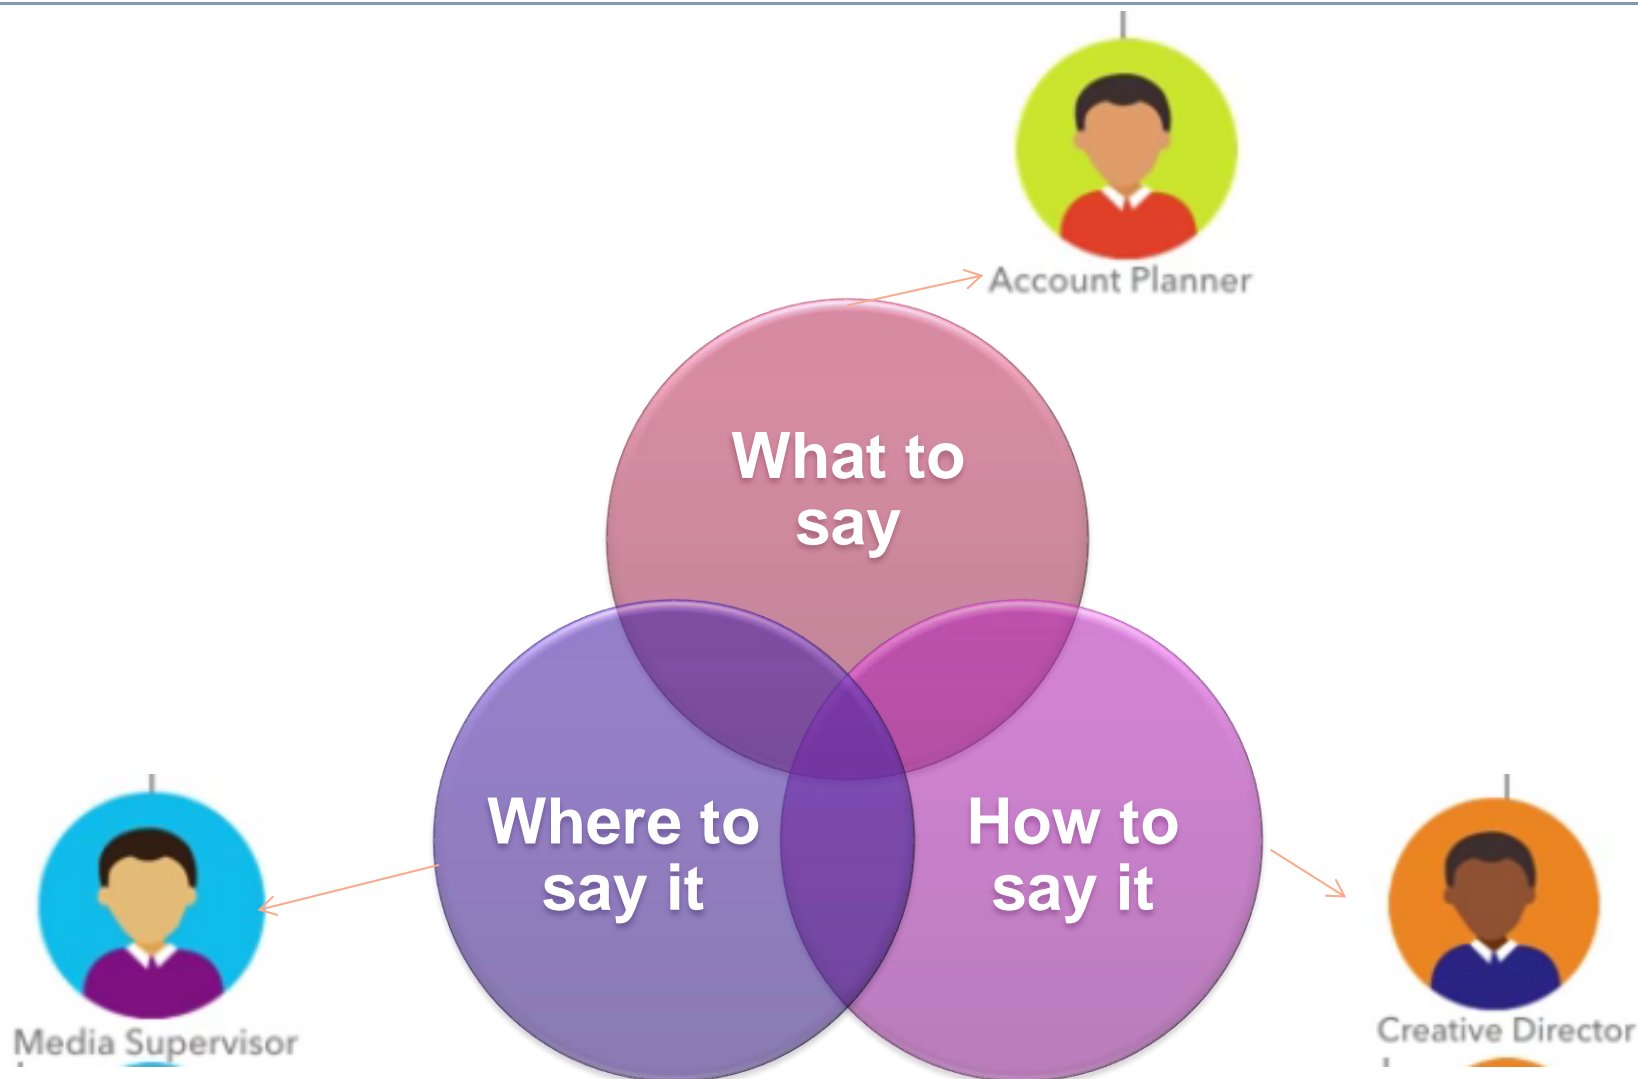 Account Planner
What to
say
Where to
say it
How to
say it
Media Supervisor
Creative Director